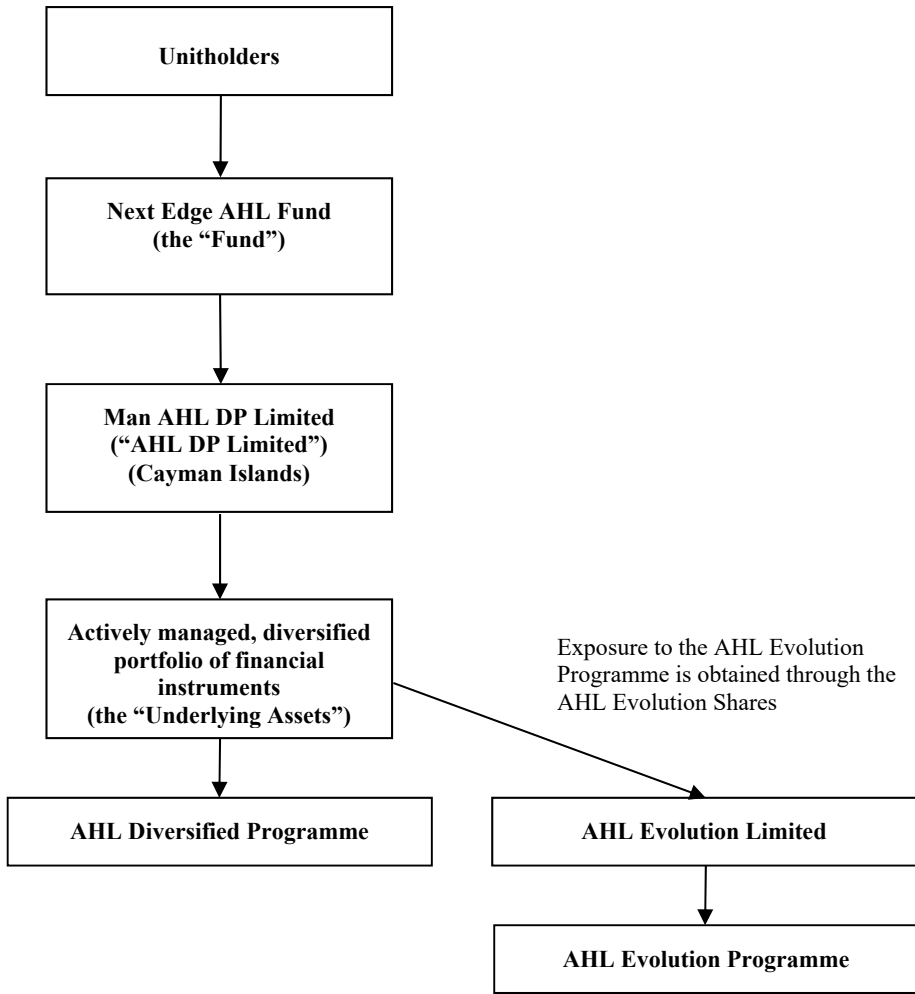 Unitholders
Next Edge AHL Fund
(the “Fund”)
Man AHL DP Limited
(“AHL DP Limited”)
(Cayman Islands)
Actively managed, diversified
portfolio of financial
instruments
(the “Underlying Assets”)
Exposure to the AHL Evolution
Programme is obtained through the
AHL Evolution Shares
AHL Diversified Programme
AHL Evolution Limited
AHL Evolution Programme